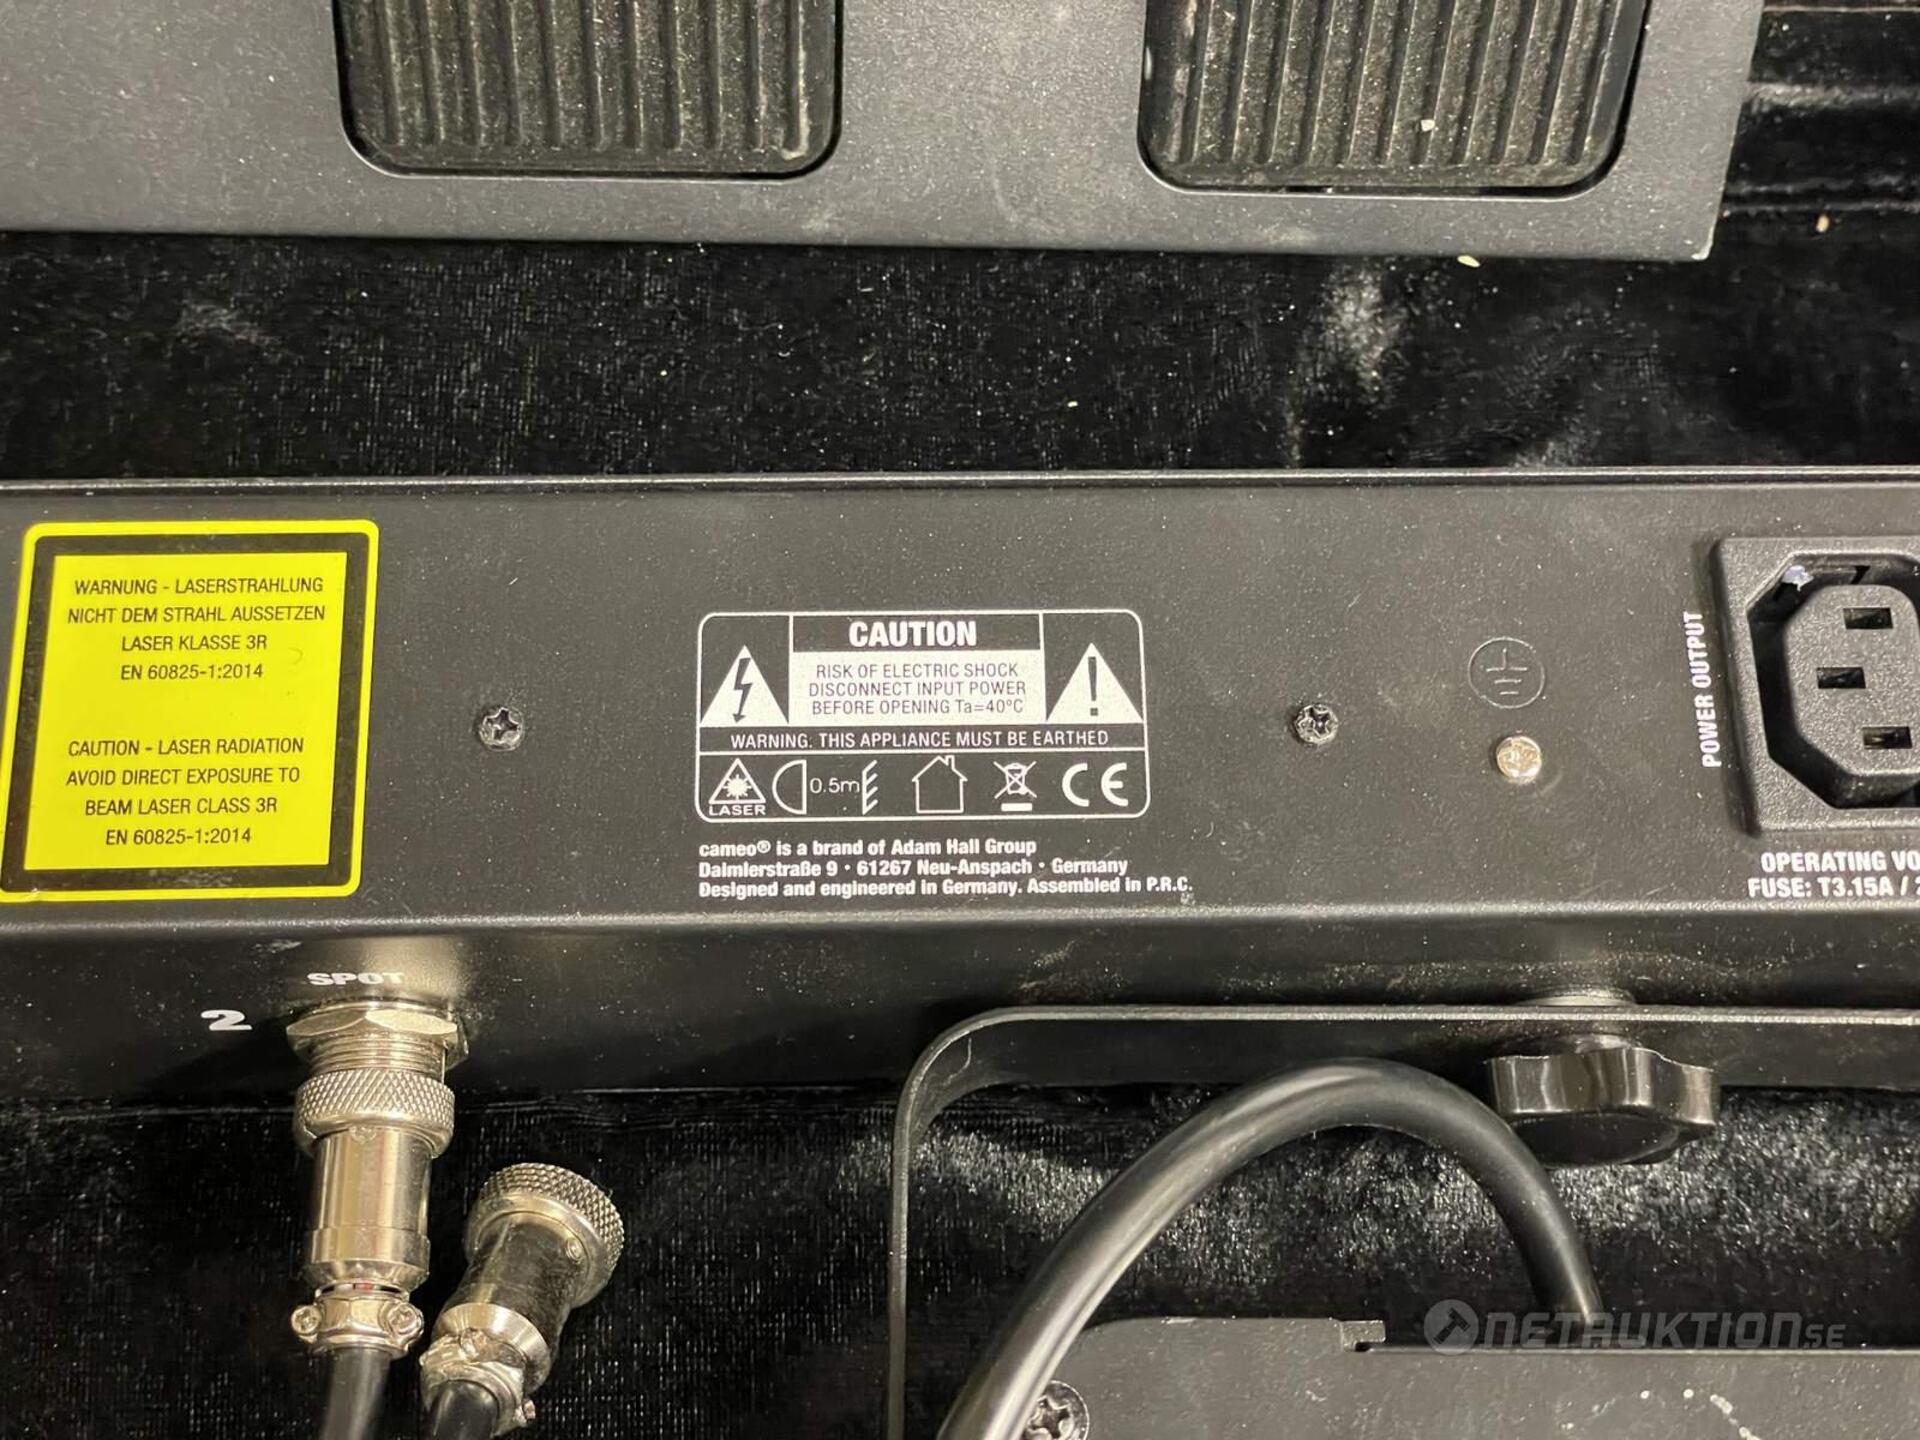 WARNUNG - LASERSTRAHLUNG
NICHT DEM STRAHL AUSSETZEN
LASER KLASSE 3R
EN 60825-1:2014
CAUTION - LASER RADIATION
AVOID DIRECT EXPOSURE TO
BEAM LASER CLASS 3R
EN 60825-1:2014
CAUTION
RISK OF ELECTRIC SHOCK
DISCONNECT INPUT POWER
BEFORE OPENING Ta=40°C
WARNING: THIS APPLIANCE MUST BE EARTHED
LASER
0.5m
CE
cameo® is a brand of Adam Hall Group
Daimlerstraße 9 · 61267 Neu-Anspach · Germany
Designed and engineered in Germany. Assembled in P.R.C.
POWER OUTPUT
OPERATING VO
FUSE: T3.15A / 2
SPOT
2
NETAUKTION.SE